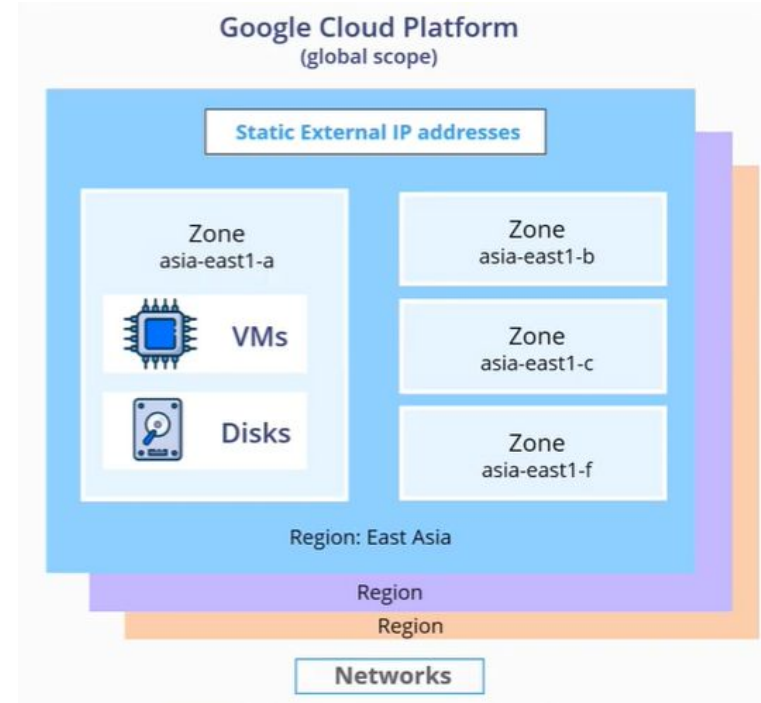 Google Cloud Platform
(global scope)
Static External IP addresses
Zone
asia-east1-a
VMs
Disks
Zone
asia-east1-b
Zone
asia-east1-c
Zone
asia-east1-f
Region: East Asia
Region
Region
Networks